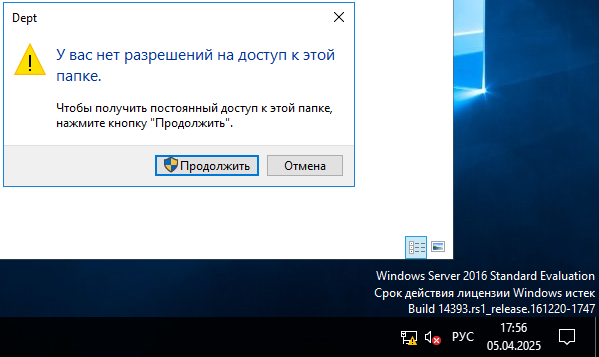 Dept
У вас нет разрешений на доступ к этой
папке.
Чтобы получить постоянный доступ к этой папке,
нажмите кнопку "Продолжить".
Продолжить
Отмена
Windows Server 2016 Standard Evaluation
Срок действия лицензии Windows истек
Build 14393.rs1_release.161220-1747
РУС
17:56
05.04.2025